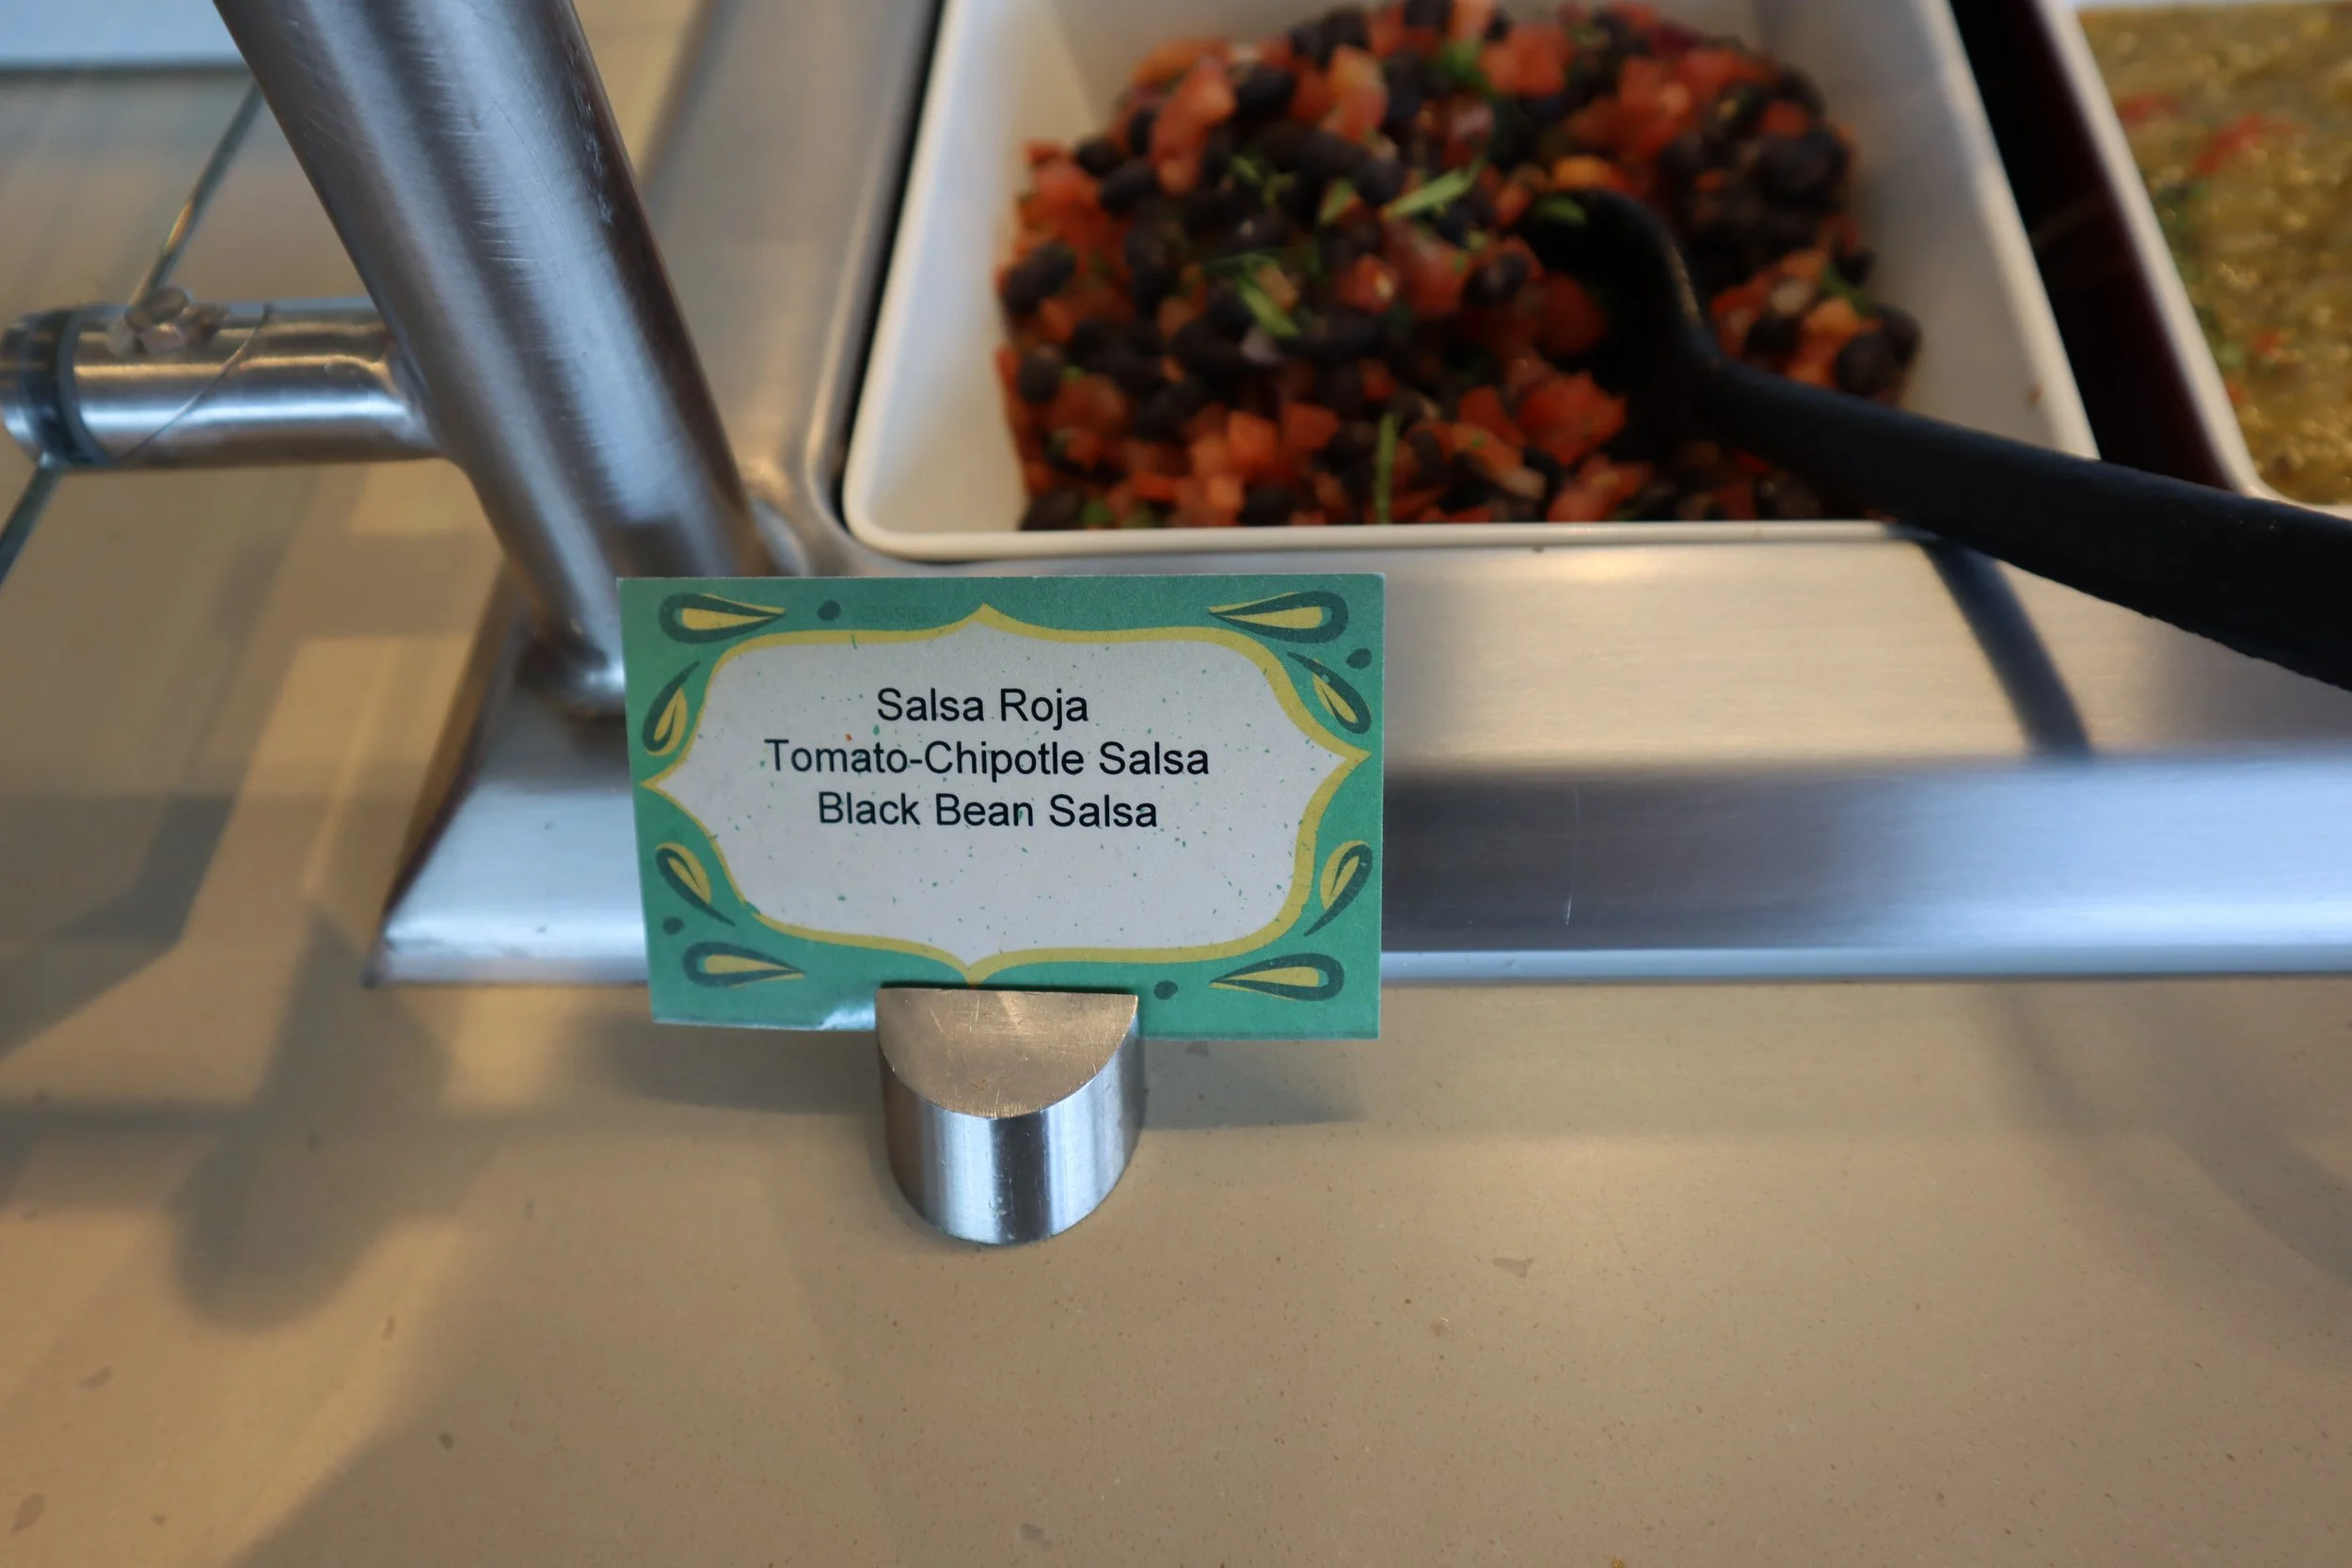 Salsa Roja
Tomato-Chipotle Salsa
Black Bean Salsa